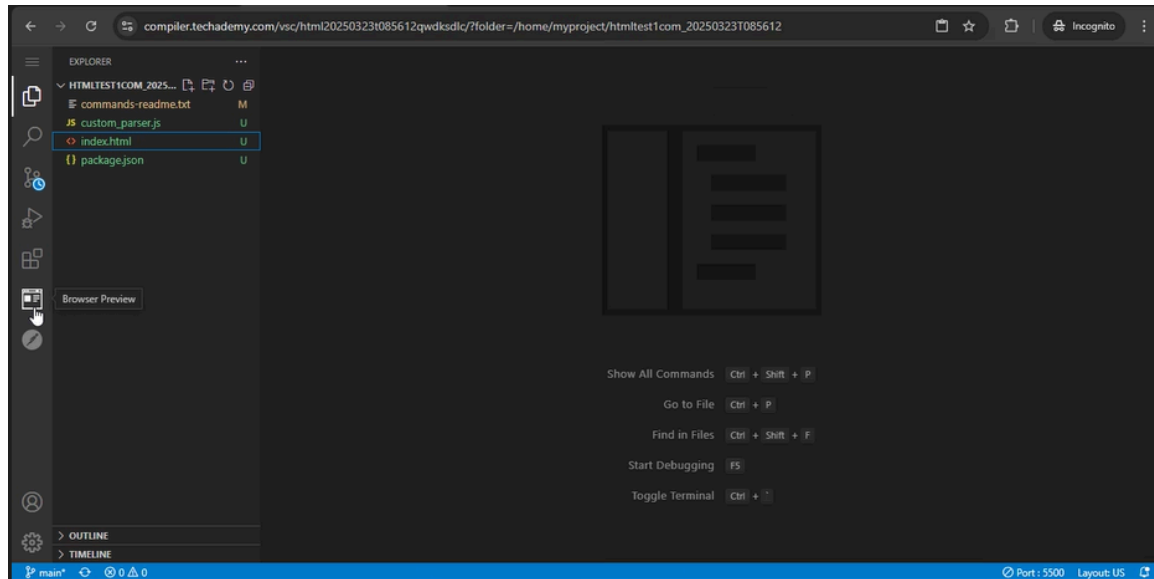 compiler.techademy.com/vsc/html20250323t085612qwdksdlc/?folder=/home/myproject/htmltest1com_20250323T085612
Incognito
EXPLORER
HTMLTEST1COM_2025...
commands-readme.txt M
JS custom_parser.js U
<> index.html U
{} package.json U
Browser Preview
Show All Commands Ctrl + Shift + P
Go to File Ctrl + P
Find in Files Ctrl + Shift + F
Start Debugging F5
Toggle Terminal Ctrl + `
OUTLINE
TIMELINE
main* 0 0 Port : 5500 Layout: US